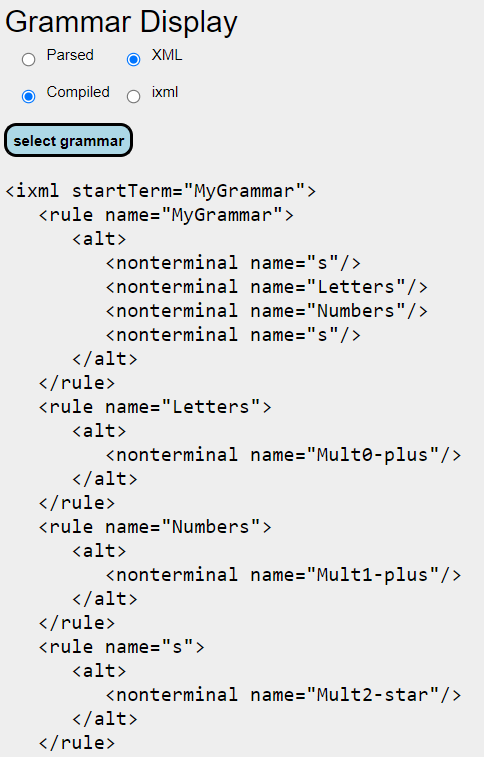 Grammar Display
Parsed XML
Compiled ixml
select grammar
<ixml startTerm="MyGrammar">
   <rule name="MyGrammar">
      <alt>
         <nonterminal name="s"/>
         <nonterminal name="Letters"/>
         <nonterminal name="Numbers"/>
         <nonterminal name="s"/>
      </alt>
   </rule>
   <rule name="Letters">
      <alt>
         <nonterminal name="Mult0-plus"/>
      </alt>
   </rule>
   <rule name="Numbers">
      <alt>
         <nonterminal name="Mult1-plus"/>
      </alt>
   </rule>
   <rule name="s">
      <alt>
         <nonterminal name="Mult2-star"/>
      </alt>
   </rule>